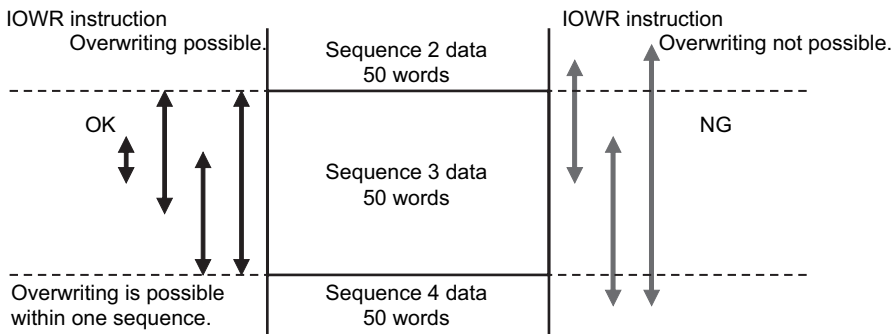 IOWR instruction
Overwriting possible.
Sequence 2 data
50 words
IOWR instruction
Overwriting not possible.
OK
Sequence 3 data
50 words
NG
Overwriting is possible
within one sequence.
Sequence 4 data
50 words